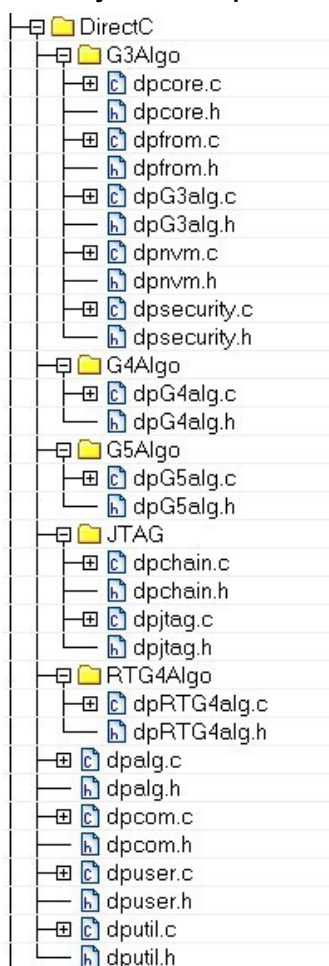 DirectC
G3Algo
dpcore.c
dpcore.h
dpfrom.c
dpfrom.h
dpG3alg.c
dpG3alg.h
dpnvm.c
dpnvm.h
dpsecurity.c
dpsecurity.h
G4Algo
dpG4alg.c
dpG4alg.h
G5Algo
dpG5alg.c
dpG5alg.h
JTAG
dpchain.c
dpchain.h
dpjtag.c
dpjtag.h
RTG4Algo
dpRTG4alg.c
dpRTG4alg.h
dpalg.c
dpalg.h
dpcom.c
dpcom.h
dpuser.c
dpuser.h
dputil.c
dputil.h